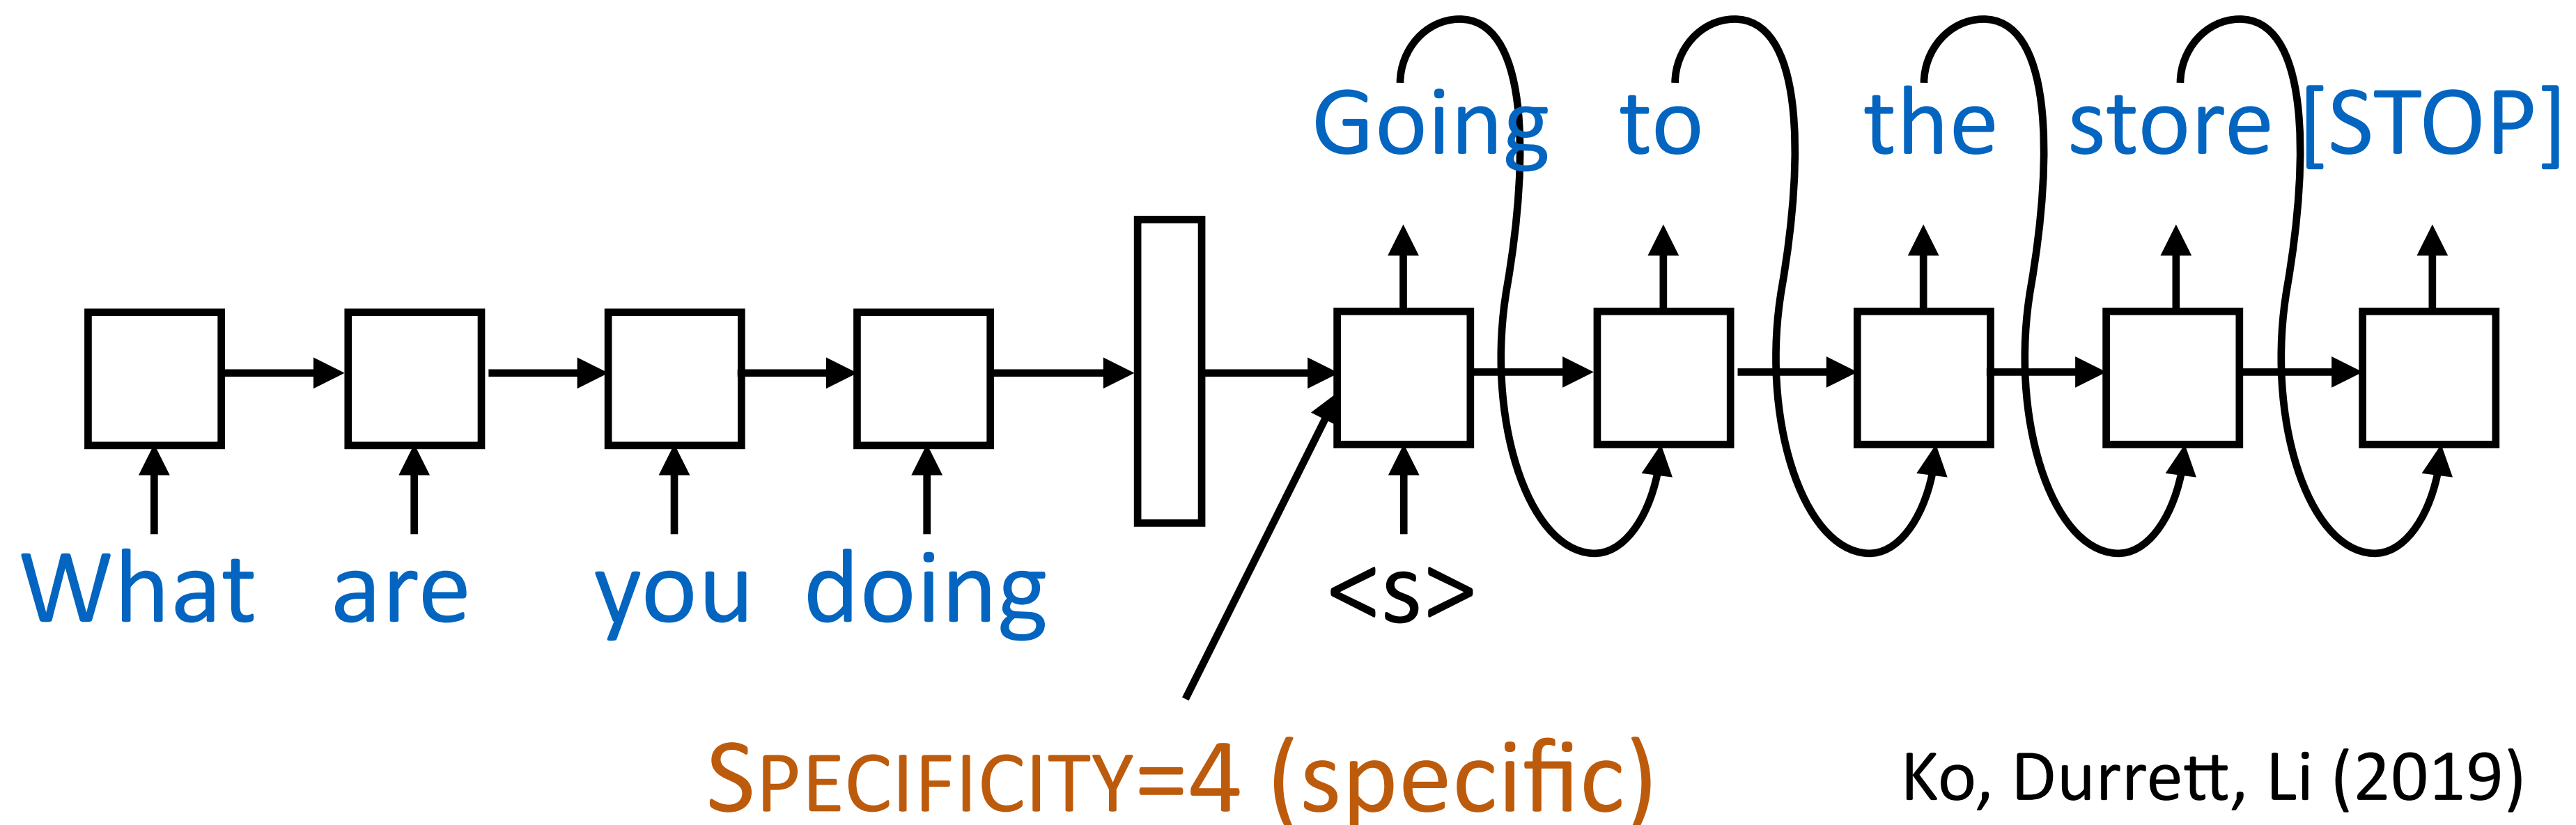 Going to the store [STOP]
What are you doing <s>
SPECIFICITY=4 (specific)
Ko, Durrett, Li (2019)